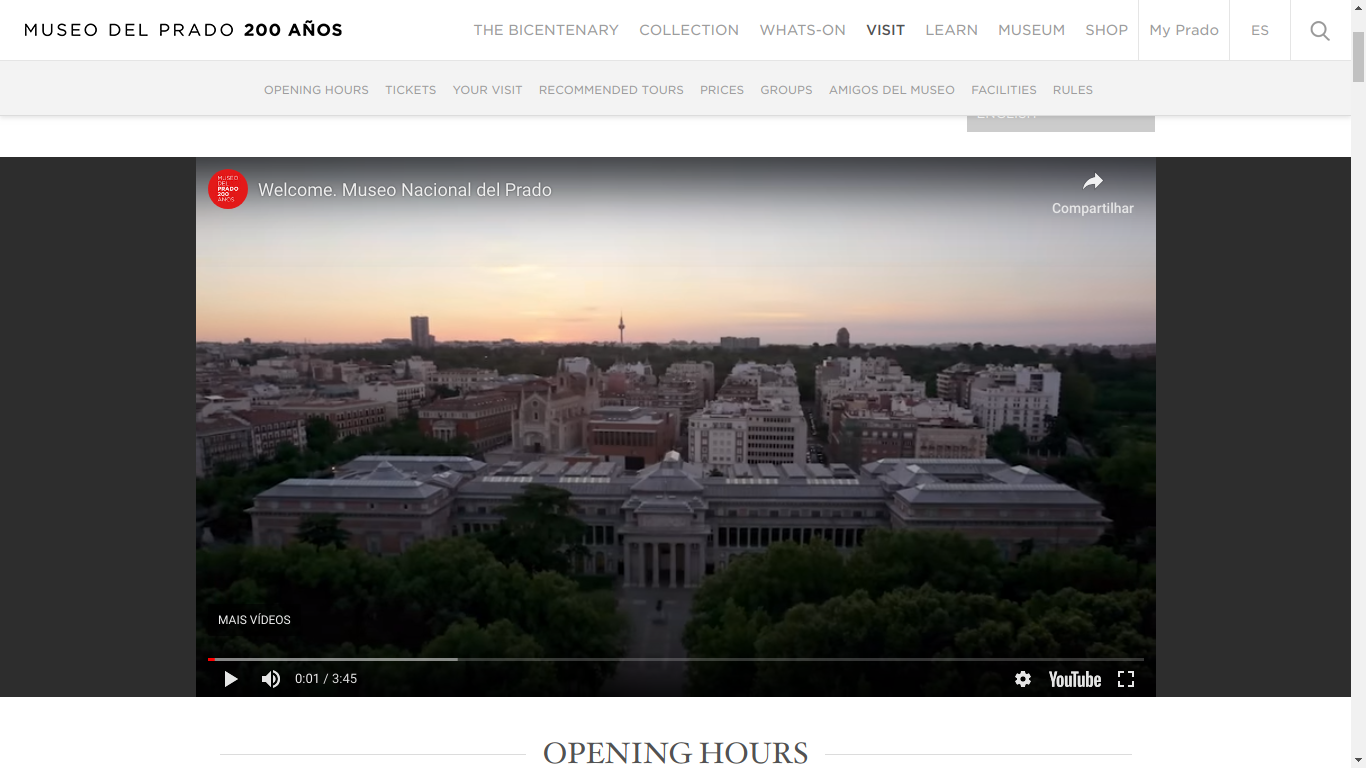 MUSEO DEL PRADO 200 AÑOS
THE BICENTENARY COLLECTION WHATS-ON VISIT LEARN MUSEUM SHOP My Prado ES
OPENING HOURS TICKETS YOUR VISIT RECOMMENDED TOURS PRICES GROUPS AMIGOS DEL MUSEO FACILITIES RULES
ENGLISH
MUSEO
DEL
PRADO
200
AÑOS
Welcome. Museo Nacional del Prado
Compartilhar
MAIS VÍDEOS
0:01 / 3:45
YouTube
OPENING HOURS